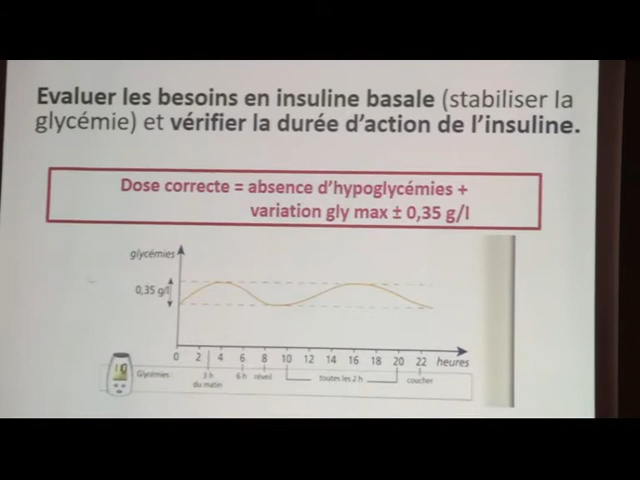 Evaluer les besoins en insuline basale (stabiliser la
glycémie) et vérifier la durée d'action de l'insuline.
Dose correcte = absence d'hypoglycémies +
variation gly max ± 0,35 g/l
glycémies
0,35 g/l
0 2 4 6 8 10 12 14 16 18 20 22 heures
Glycémies 3 h 6 h réveil toutes les 2 h coucher
du matin